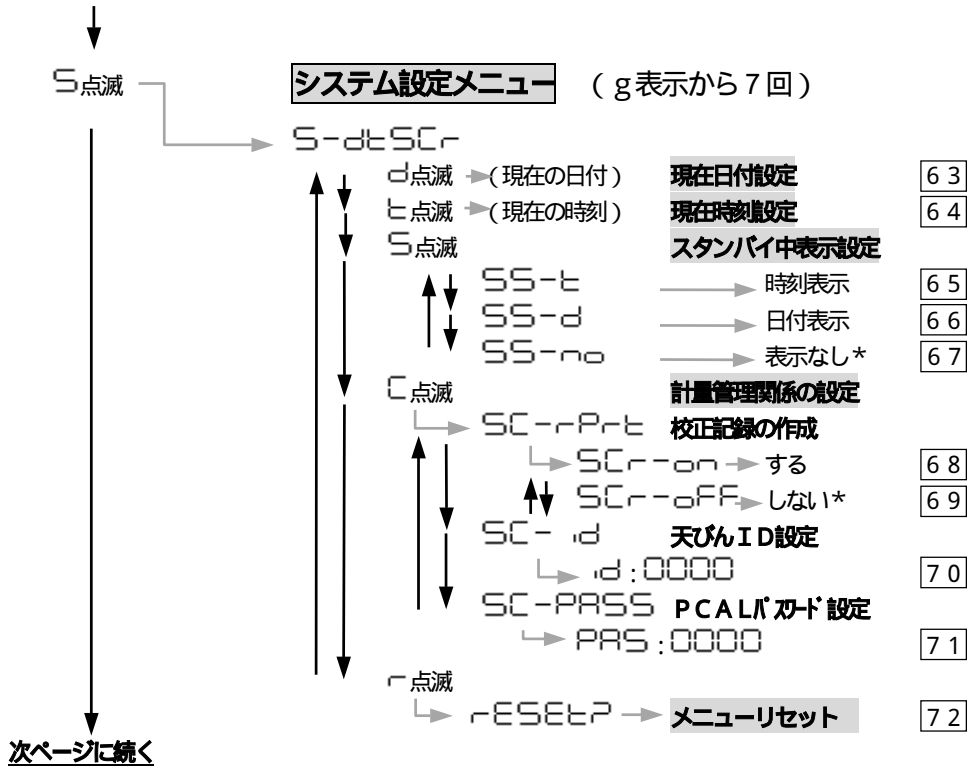 S点滅 システム設定メニュー (g表示から7回)
S-dtSCr
d点滅 (現在の日付) 現在日付設定 63
t点滅 (現在の時刻) 現在時刻設定 64
S点滅 スタンバイ中表示設定
SS-t 時刻表示 65
SS-d 日付表示 66
SS-no 表示なし* 67
C点滅 計量管理関係の設定
SC-rPrt 校正記録の作成
SCr-on する 68
SCr-oFF しない* 69
SC-id 天びんID設定
id:0000 70
SC-PASS PCALパスワード設定
PAS:0000 71
r点滅
rESEt? メニューリセット 72
次ページに続く